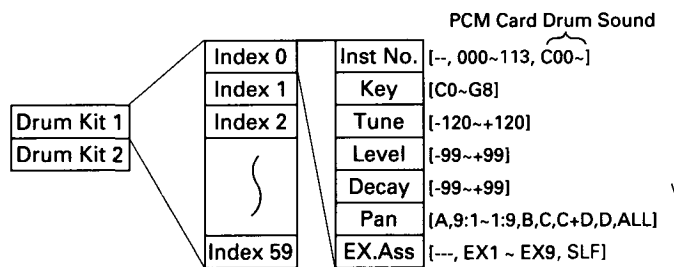 PCM Card Drum Sound
Index 0 Inst No. [--, 000~113, C00~]
Index 1 Key [C0~G8]
Drum Kit 1 Index 2 Tune [-120~+120]
Drum Kit 2 Level [-99~+99]
Decay [-99~+99]
Pan [A,9:1~1:9,B,C,C+D,D,ALL]
Index 59 EX.Ass [---, EX1 ~ EX9, SLF]